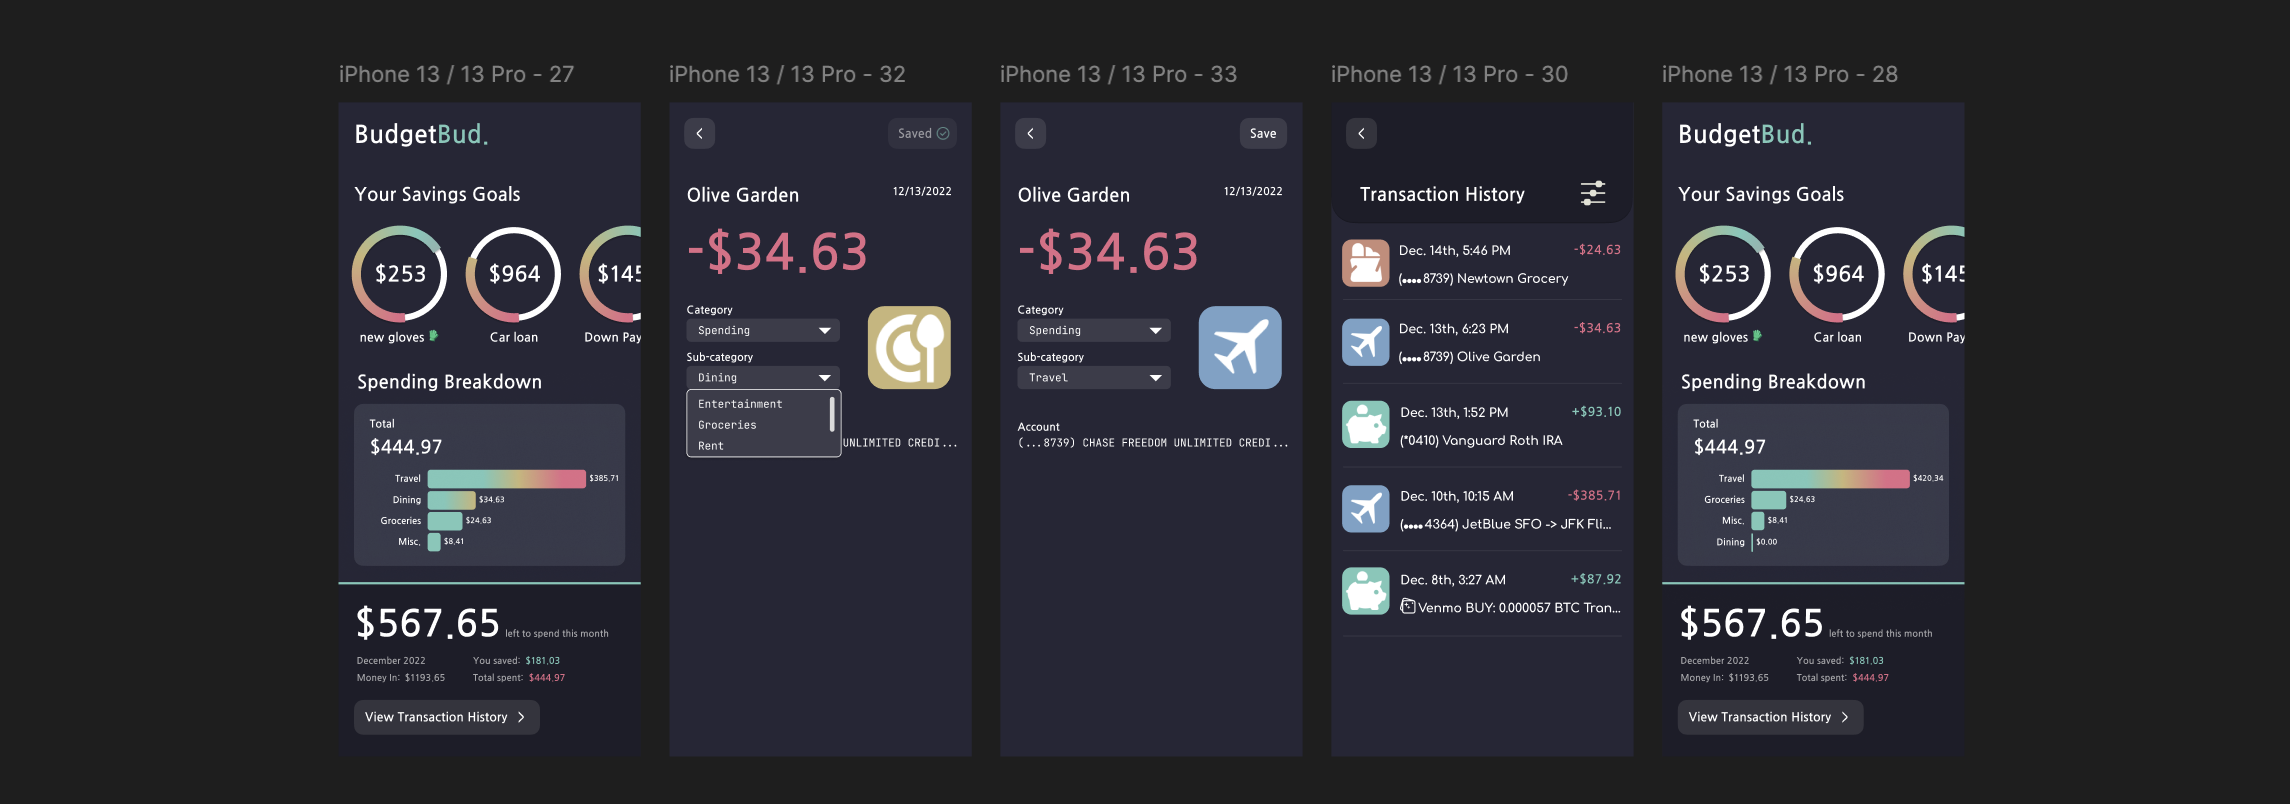 iPhone 13 / 13 Pro - 27
BudgetBud.
Your Savings Goals
$253
$964
$145
new gloves
Car loan
Down Pay
Spending Breakdown
Total
$444.97
Travel $385.71
Dining $34.63
Groceries $24.63
Misc. $8.41
$567.65 left to spend this month
December 2022 You saved: $181.03
Money In: $1193.65 Total spent: $444.97
View Transaction History >
iPhone 13 / 13 Pro - 32
Saved
Olive Garden 12/13/2022
-$34.63
Category
Spending
Sub-category
Dining
Entertainment
Groceries
Rent
UNLIMITED CREDI...
iPhone 13 / 13 Pro - 33
Save
Olive Garden 12/13/2022
-$34.63
Category
Spending
Sub-category
Travel
Account
(...8739) CHASE FREEDOM UNLIMITED CREDI...
iPhone 13 / 13 Pro - 30
Transaction History
Dec. 14th, 5:46 PM -$24.63
(••••8739) Newtown Grocery
Dec. 13th, 6:23 PM -$34.63
(••••8739) Olive Garden
Dec. 13th, 1:52 PM +$93.10
(*0410) Vanguard Roth IRA
Dec. 10th, 10:15 AM -$385.71
(••••4364) JetBlue SFO -> JFK Fli...
Dec. 8th, 3:27 AM +$87.92
Venmo BUY: 0.000057 BTC Tran...
iPhone 13 / 13 Pro - 28
BudgetBud.
Your Savings Goals
$253
$964
$145
new gloves
Car loan
Down Pay
Spending Breakdown
Total
$444.97
Travel $420.34
Groceries $24.63
Misc. $8.41
Dining $0.00
$567.65 left to spend this month
December 2022 You saved: $181.03
Money In: $1193.65 Total spent: $444.97
View Transaction History >